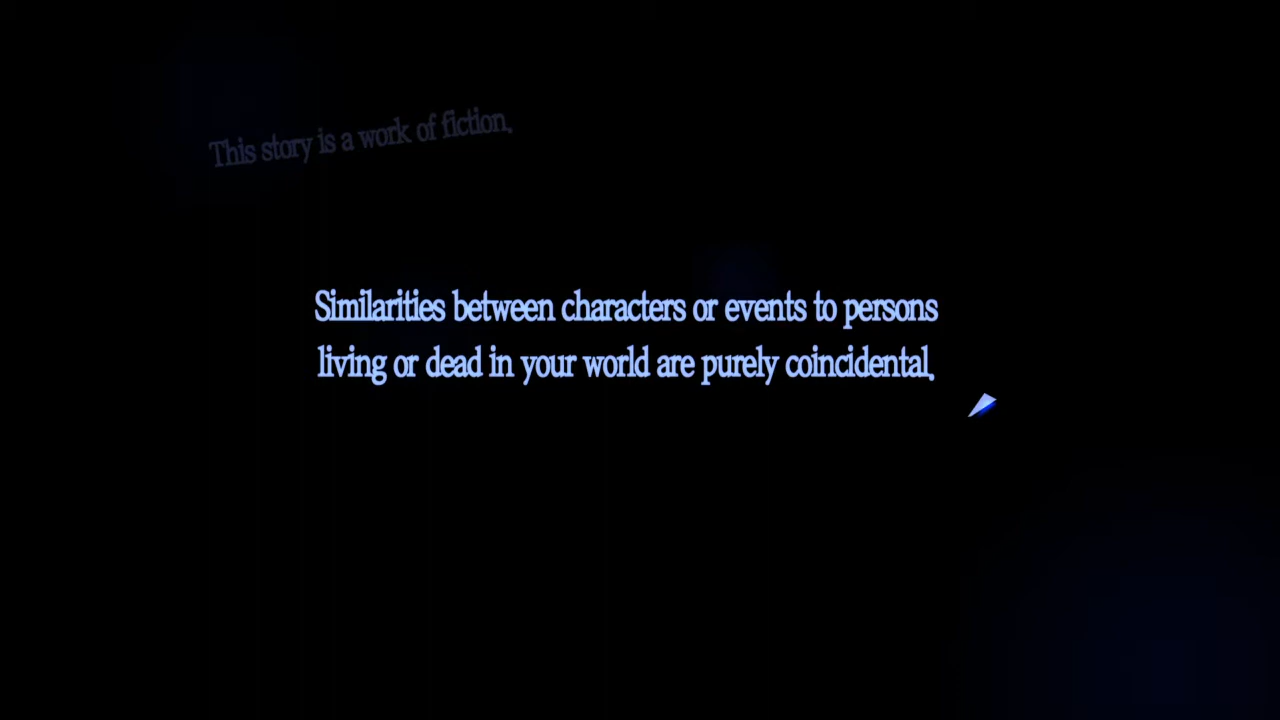 This story is a work of fiction.
Similarities between characters or events to persons
living or dead in your world are purely coincidental.